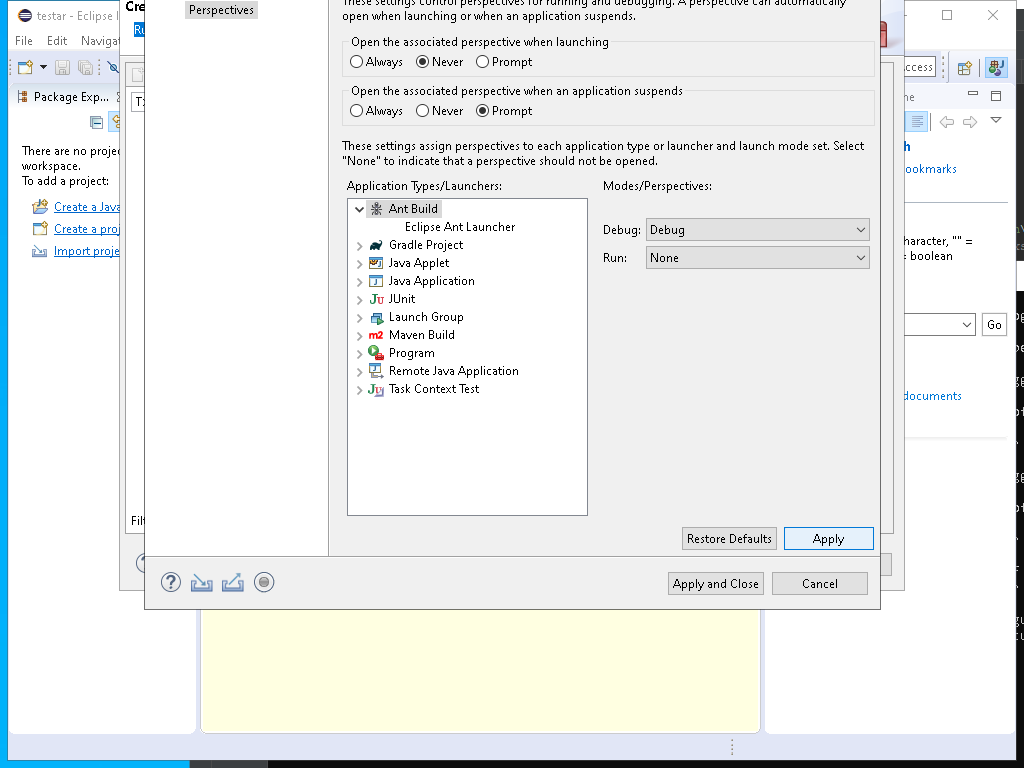 testar - Eclipse I
Cre
Perspectives
These settings control perspectives for running and debugging. A perspective can automatically
open when launching or when an application suspends.
File Edit Navigat
Ru
Open the associated perspective when launching
Always Never Prompt
Package Exp...
Open the associated perspective when an application suspends
Always Never Prompt
There are no projec
workspace.
To add a project:
Create a Java
Create a proj
Import proje
These settings assign perspectives to each application type or launcher and launch mode set. Select
"None" to indicate that a perspective should not be opened.
Application Types/Launchers:
Modes/Perspectives:
Ant Build
Eclipse Ant Launcher
Gradle Project
Java Applet
Java Application
JUnit
Launch Group
Maven Build
Program
Remote Java Application
Task Context Test
Debug: Debug
Run: None
Filt
Restore Defaults
Apply
Apply and Close
Cancel
ccess
ne
h
ookmarks
haracter, "" =
= boolean
Go
documents